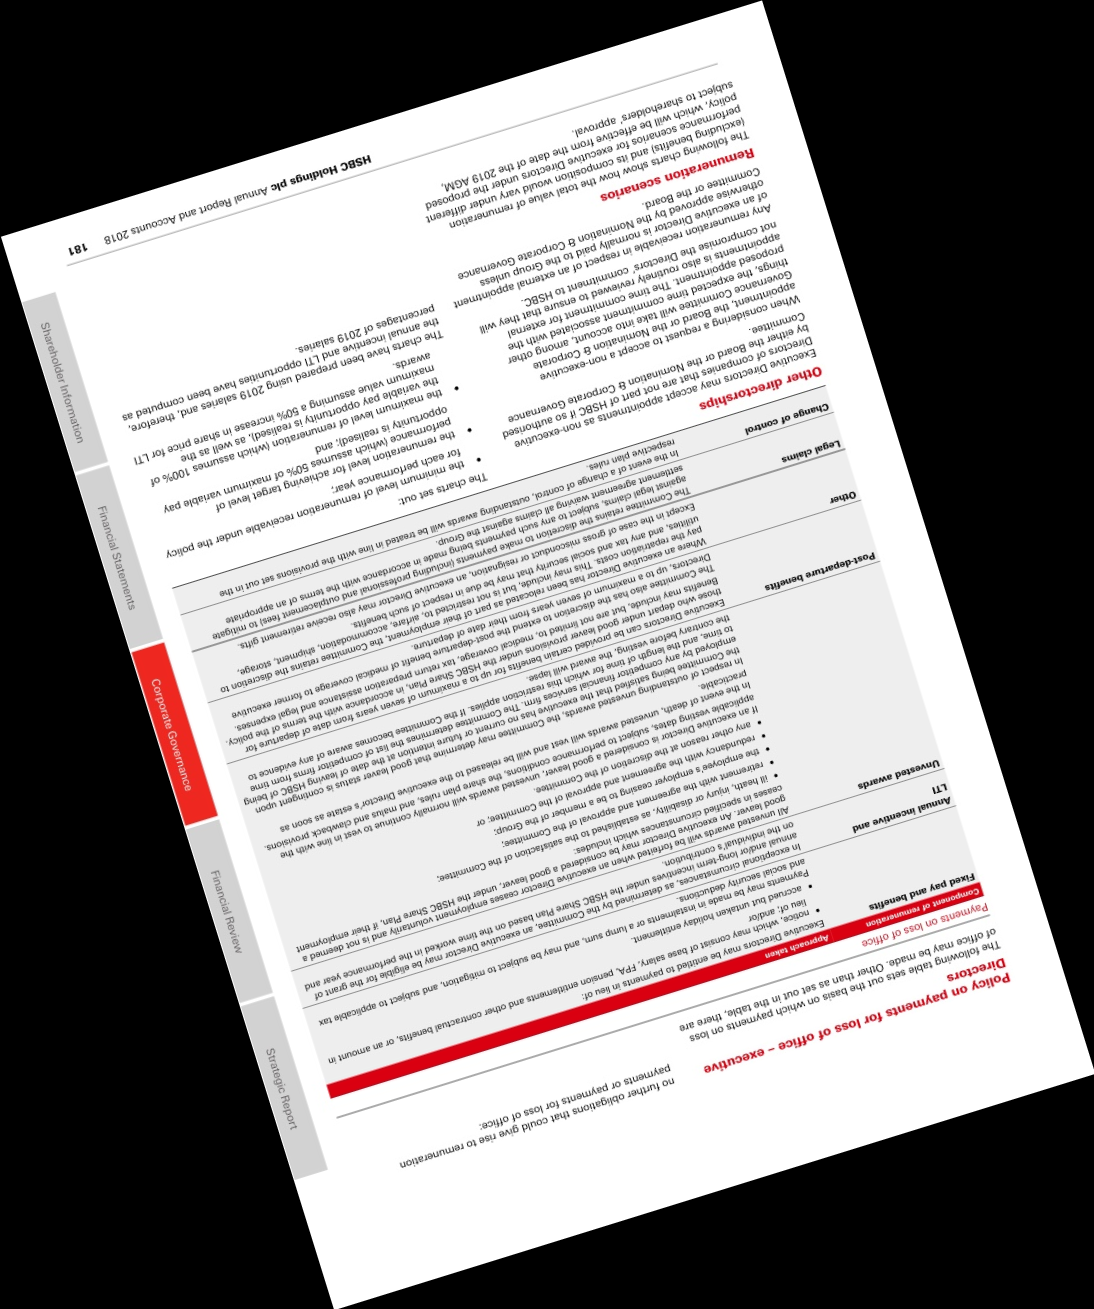 Policy on payments for loss of office – executive
Directors
The following table sets out the basis on which payments on loss
of office may be made. Other than as set out in the table, there are
no further obligations that could give rise to remuneration
payments or payments for loss of office:
Payments on loss of office
Component of remuneration Approach taken
Fixed pay and benefits
Executive Directors may be entitled to payments in lieu of:
• notice, which may consist of base salary, FPA, pension entitlements and other contractual benefits, or an amount in
lieu of; and/or
• accrued but untaken holiday entitlement.
Payments may be made in instalments or a lump sum, and may be subject to mitigation, and subject to applicable tax
and social security deductions.
Annual incentive and
LTI
In exceptional circumstances, as determined by the Committee, an executive Director may be eligible for the grant of
annual and/or long-term incentives under the HSBC Share Plan based on the time worked in the performance year and
on the individual's contribution.
Unvested awards
All unvested awards will be forfeited when an executive Director ceases employment voluntarily and is not deemed a
good leaver. An executive Director may be considered a good leaver, under the HSBC Share Plan, if their employment
ceases in specified circumstances which includes:
• ill health, injury or disability, as established to the satisfaction of the Committee;
• retirement with the agreement and approval of the Committee;
• the employee's employer ceasing to be a member of the Group;
• redundancy with the agreement and approval of the Committee; or
• any other reason at the discretion of the Committee.
If an executive Director is considered a good leaver, unvested awards will normally continue to vest in line with the
applicable vesting dates, subject to performance conditions, the share plan rules, and malus and clawback provisions.
In the event of death, unvested awards will vest and will be released to the executive Director's estate as soon as
practicable.
In respect of outstanding unvested awards, the Committee may determine that good leaver status is contingent upon
the Committee being satisfied that the executive has no current or future intention at the date of leaving HSBC of being
employed by any competitor financial services firm. The Committee determines the list of competitor firms from time
to time, and the length of time for which this restriction applies. If the Committee becomes aware of any evidence to
the contrary before vesting, the award will lapse.
Post-departure benefits
Executive Directors can be provided certain benefits for up to a maximum of seven years from date of departure for
those who depart under good leaver provisions under the HSBC Share Plan, in accordance with the terms of the policy.
Benefits may include, but are not limited to, medical coverage, tax return preparation assistance and legal expenses.
The Committee also has the discretion to extend the post-departure benefit of medical coverage to former executive
Directors, up to a maximum of seven years from their date of departure.
Other
Where an executive Director has been relocated as part of their employment, the Committee retains the discretion to
pay the repatriation costs. This may include, but is not restricted to, airfare, accommodation, shipment, storage,
utilities, and any tax and social security that may be due in respect of such benefits.
Except in the case of gross misconduct or resignation, an executive Director may also receive retirement gifts.
Legal claims
The Committee retains the discretion to make payments (including professional and outplacement fees) to mitigate
against legal claims, subject to any such payments being made in accordance with the terms of an appropriate
settlement agreement waiving all claims against the Group.
Change of control
In the event of a change of control, outstanding awards will be treated in line with the provisions set out in the
respective plan rules.
Other directorships
Executive Directors may accept appointments as non-executive
Directors of companies that are not part of HSBC if so authorised
by either the Board or the Nomination & Corporate Governance
Committee.
When considering a request to accept a non-executive
appointment, the Board or the Nomination & Corporate
Governance Committee will take into account, among other
things, the expected time commitment associated with the
proposed appointment. The time commitment for external
appointments is also routinely reviewed to ensure that they will
not compromise the Directors' commitment to HSBC.
Any remuneration receivable in respect of an external appointment
of an executive Director is normally paid to the Group unless
otherwise approved by the Nomination & Corporate Governance
Committee or the Board.
Remuneration scenarios
The following charts show how the total value of remuneration
(excluding benefits) and its composition would vary under different
performance scenarios for executive Directors under the proposed
policy, which will be effective from the date of the 2019 AGM,
subject to shareholders' approval.
The charts set out:
• the minimum level of remuneration receivable under the policy
for each performance year;
• the remuneration level for achieving target level of
performance (which assumes 50% of maximum variable pay
opportunity is realised); and
• the maximum level of remuneration (which assumes 100% of
the variable pay opportunity is realised), as well as the
maximum value assuming a 50% increase in share price for LTI
awards.
The charts have been prepared using 2019 salaries and, therefore,
the annual incentive and LTI opportunities have been computed as
percentages of 2019 salaries.
HSBC Holdings plc Annual Report and Accounts 2018 181
Strategic Report
Financial Review
Corporate Governance
Financial Statements
Shareholder Information